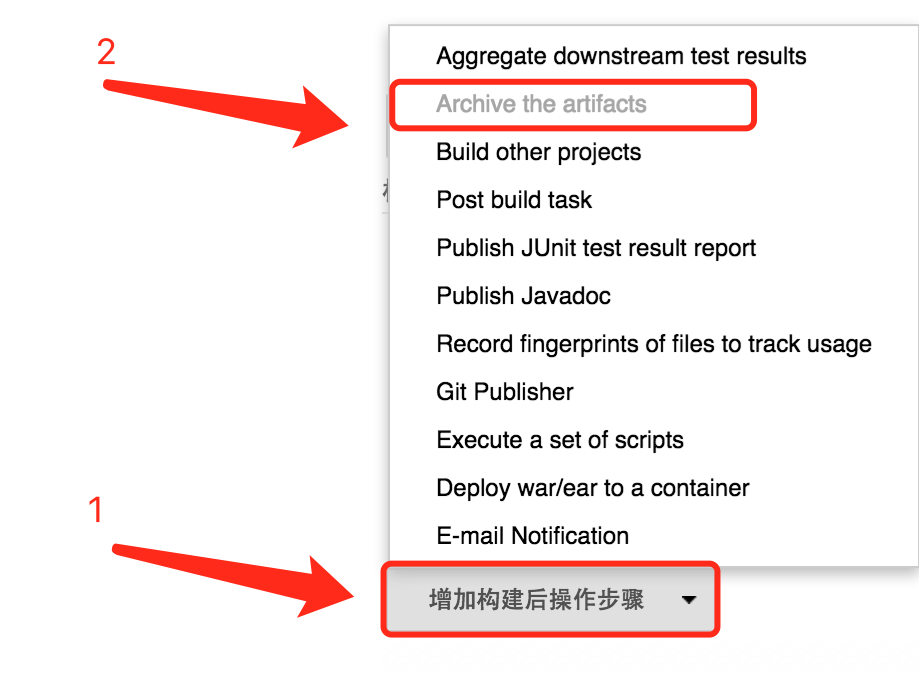 2
Aggregate downstream test results
Archive the artifacts
Build other projects
Post build task
Publish JUnit test result report
Publish Javadoc
Record fingerprints of files to track usage
Git Publisher
Execute a set of scripts
Deploy war/ear to a container
1
E-mail Notification
增加构建后操作步骤